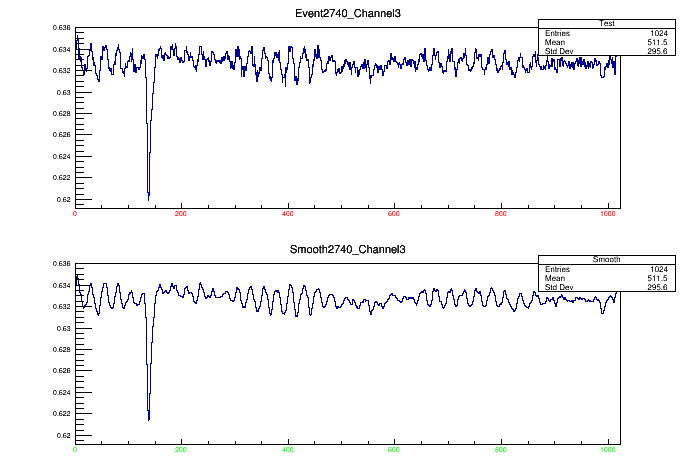 Event2740_Channel3
Test
Entries 1024
Mean 511.5
Std Dev 295.6
0.636
0.634
0.632
0.63
0.628
0.626
0.624
0.622
0.62
0 200 400 600 800 1000
Smooth2740_Channel3
Smooth
Entries 1024
Mean 511.5
Std Dev 295.6
0.636
0.634
0.632
0.63
0.628
0.626
0.624
0.622
0.62
0 200 400 600 800 1000